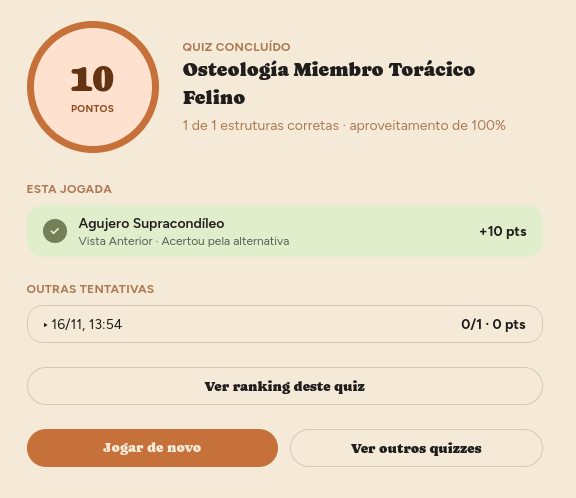 10
PONTOS
QUIZ CONCLUÍDO
Osteología Miembro Torácico
Felino
1 de 1 estruturas corretas · aproveitamento de 100%
ESTA JOGADA
Agujero Supracondíleo
Vista Anterior · Acertou pela alternativa
+10 pts
OUTRAS TENTATIVAS
16/11, 13:54
0/1 · 0 pts
Ver ranking deste quiz
Jogar de novo
Ver outros quizzes